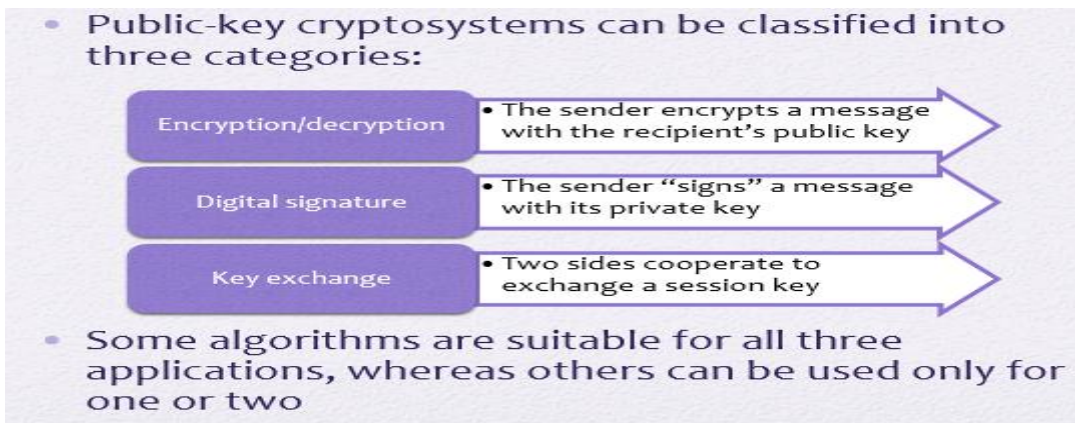 • Public-key cryptosystems can be classified into
three categories:
Encryption/decryption
• The sender encrypts a message
with the recipient's public key
Digital signature
• The sender “signs” a message
with its private key
Key exchange
• Two sides cooperate to
exchange a session key
• Some algorithms are suitable for all three
applications, whereas others can be used only for
one or two